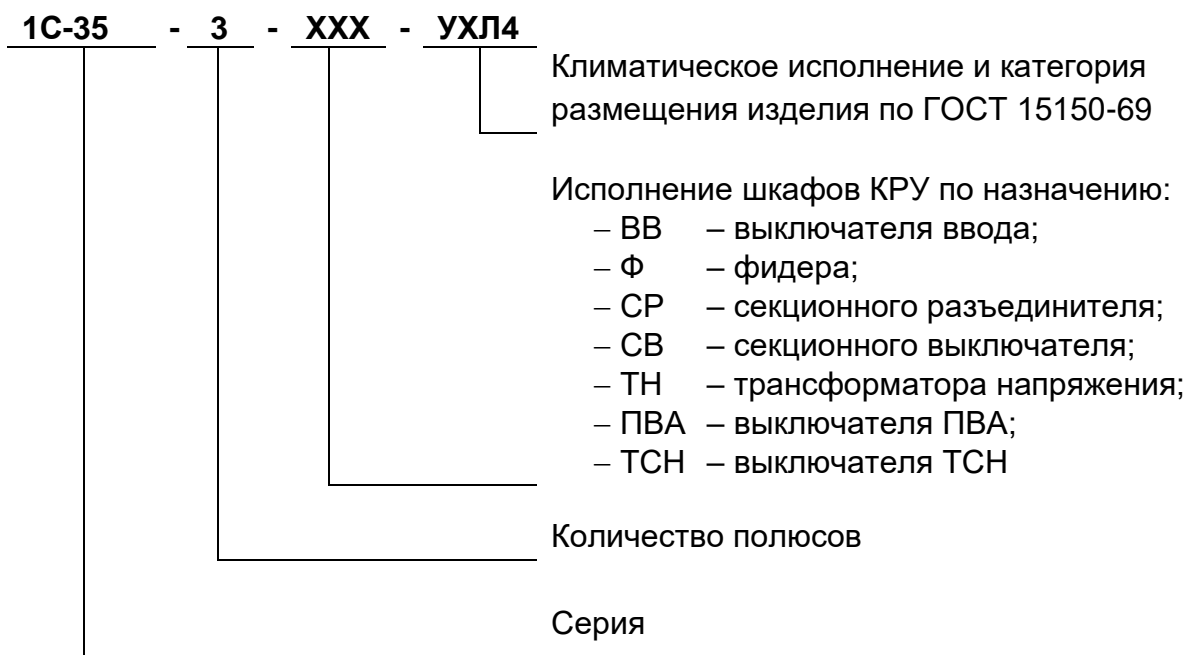 1С-35 - 3 - ХХХ - УХЛ4
Климатическое исполнение и категория
размещения изделия по ГОСТ 15150-69
Исполнение шкафов КРУ по назначению:
– ВВ – выключателя ввода;
– Ф – фидера;
– СР – секционного разъединителя;
– СВ – секционного выключателя;
– ТН – трансформатора напряжения;
– ПВА – выключателя ПВА;
– ТСН – выключателя ТСН
Количество полюсов
Серия